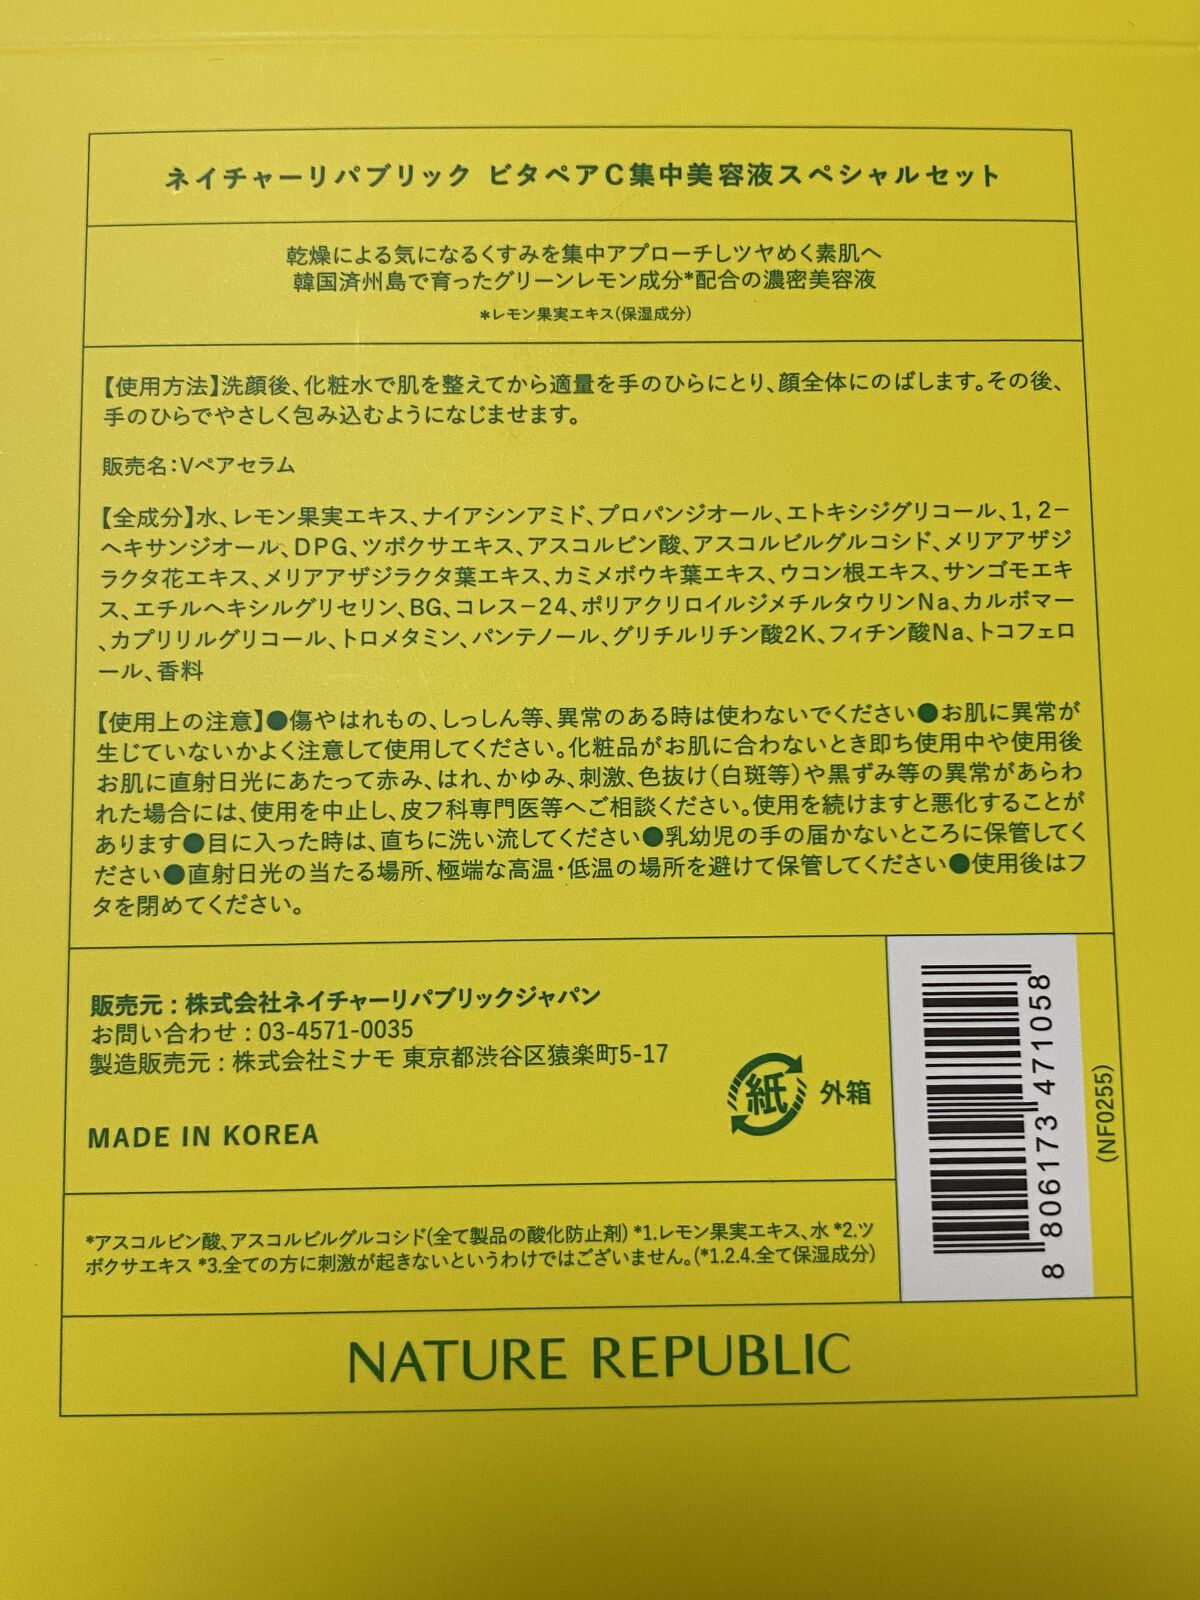 ネイチャーリパブリック ビタペアC集中美容液スペシャルセット
乾燥による気になるくすみを集中アプローチしツヤめく素肌へ
韓国済州島で育ったグリーンレモン成分*配合の濃密美容液
*レモン果実エキス(保湿成分)
【使用方法】洗顔後、化粧水で肌を整えてから適量を手のひらにとり、顔全体にのばします。その後、
手のひらでやさしく包み込むようになじませます。
販売名:Vペアセラム
【全成分】水、レモン果実エキス、ナイアシンアミド、プロパンジオール、エトキシジグリコール、1, 2−
ヘキサンジオール、DPG、ツボクサエキス、アスコルビン酸、アスコルビルグルコシド、メリアアザジ
ラクタ花エキス、メリアアザジラクタ葉エキス、カミメボウキ葉エキス、ウコン根エキス、サンゴモエキ
ス、エチルヘキシルグリセリン、BG、コレス−24、ポリアクリロイルジメチルタウリンNa、カルボマー
、カプリリルグリコール、トロメタミン、パンテノール、グリチルリチン酸2K、フィチン酸Na、トコフェロ
ール、香料
【使用上の注意】●傷やはれもの、しっしん等、異常のある時は使わないでください●お肌に異常が
生じていないかよく注意して使用してください。化粧品がお肌に合わないとき即ち使用中や使用後
お肌に直射日光にあたって赤み、はれ、かゆみ、刺激、色抜け(白斑等)や黒ずみ等の異常があらわ
れた場合には、使用を中止し、皮フ科専門医等へご相談ください。使用を続けますと悪化することが
あります●目に入った時は、直ちに洗い流してください●乳幼児の手の届かないところに保管してく
ださい●直射日光の当たる場所、極端な高温・低温の場所を避けて保管してください●使用後はフ
タを閉めてください。
販売元 : 株式会社ネイチャーリパブリックジャパン
お問い合わせ : 03-4571-0035
製造販売元 : 株式会社ミナモ 東京都渋谷区猿楽町5-17
紙 外箱
MADE IN KOREA
8 806173 471058
(NF0255)
*アスコルビン酸、アスコルビルグルコシド(全て製品の酸化防止剤) *1.レモン果実エキス、水 *2.ツ
ボクサエキス *3.全ての方に刺激が起きないというわけではございません。(*1.2.4.全て保湿成分)
NATURE REPUBLIC